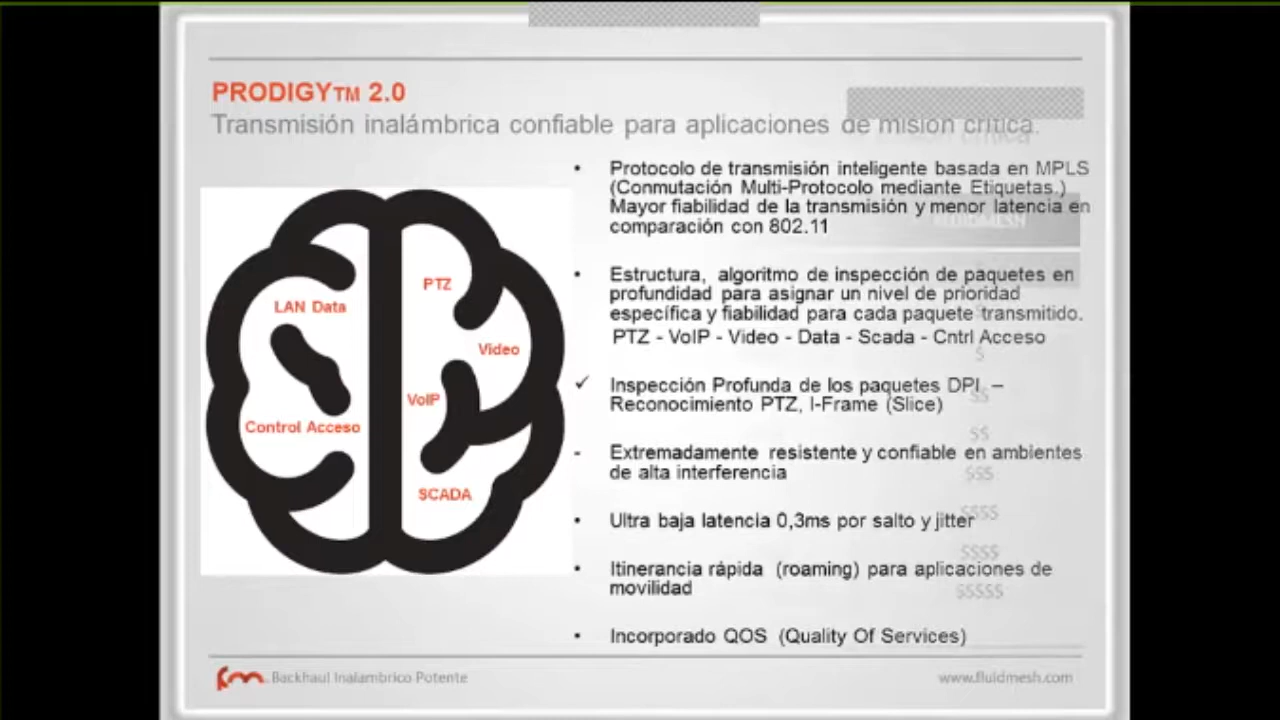 PRODIGYTM 2.0
Transmisión inalámbrica confiable para aplicaciones de misión crítica.
• Protocolo de transmisión inteligente basada en MPLS
(Conmutación Multi-Protocolo mediante Etiquetas.)
Mayor fiabilidad de la transmisión y menor latencia en
comparación con 802.11
• Estructura, algoritmo de inspección de paquetes en
profundidad para asignar un nivel de prioridad
específica y fiabilidad para cada paquete transmitido.
PTZ - VoIP - Video - Data - Scada - Cntrl Acceso
✓ Inspección Profunda de los paquetes DPI –
Reconocimiento PTZ, I-Frame (Slice)
- Extremadamente resistente y confiable en ambientes
de alta interferencia
• Ultra baja latencia 0,3ms por salto y jitter
• Itinerancia rápida (roaming) para aplicaciones de
movilidad
• Incorporado QOS (Quality Of Services)
LAN Data
PTZ
Video
VoIP
Control Acceso
SCADA
$
$$
$$
$$$
$$$$
$$$$
$$$$$
fm Backhaul Inalambrico Potente
www.fluidmesh.com